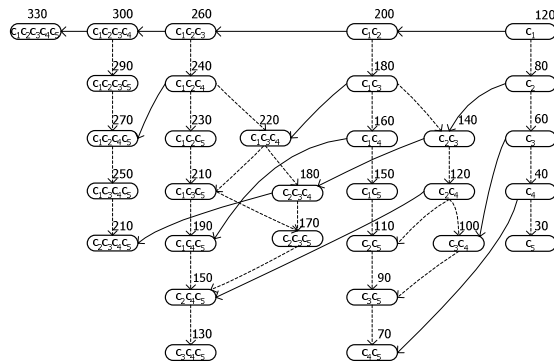 330 300 260 200 120
C1C2C3C4C5 C1C2C3C4 C1C2C3 C1C2 C1
290 240 180 80
C1C2C3C5 C1C2C4 C1C3 C2
270 230 220 160 140 60
C1C2C4C5 C1C2C5 C1C3C4 C1C4 C2C3 C3
250 210 180 150 120 40
C1C3C4C5 C1C3C5 C2C3C4 C1C5 C2C4 C4
210 190 170 110 100 30
C2C3C4C5 C1C4C5 C2C3C5 C2C5 C3C4 C5
150 90
C2C4C5 C3C5
130 70
C3C4C5 C4C5